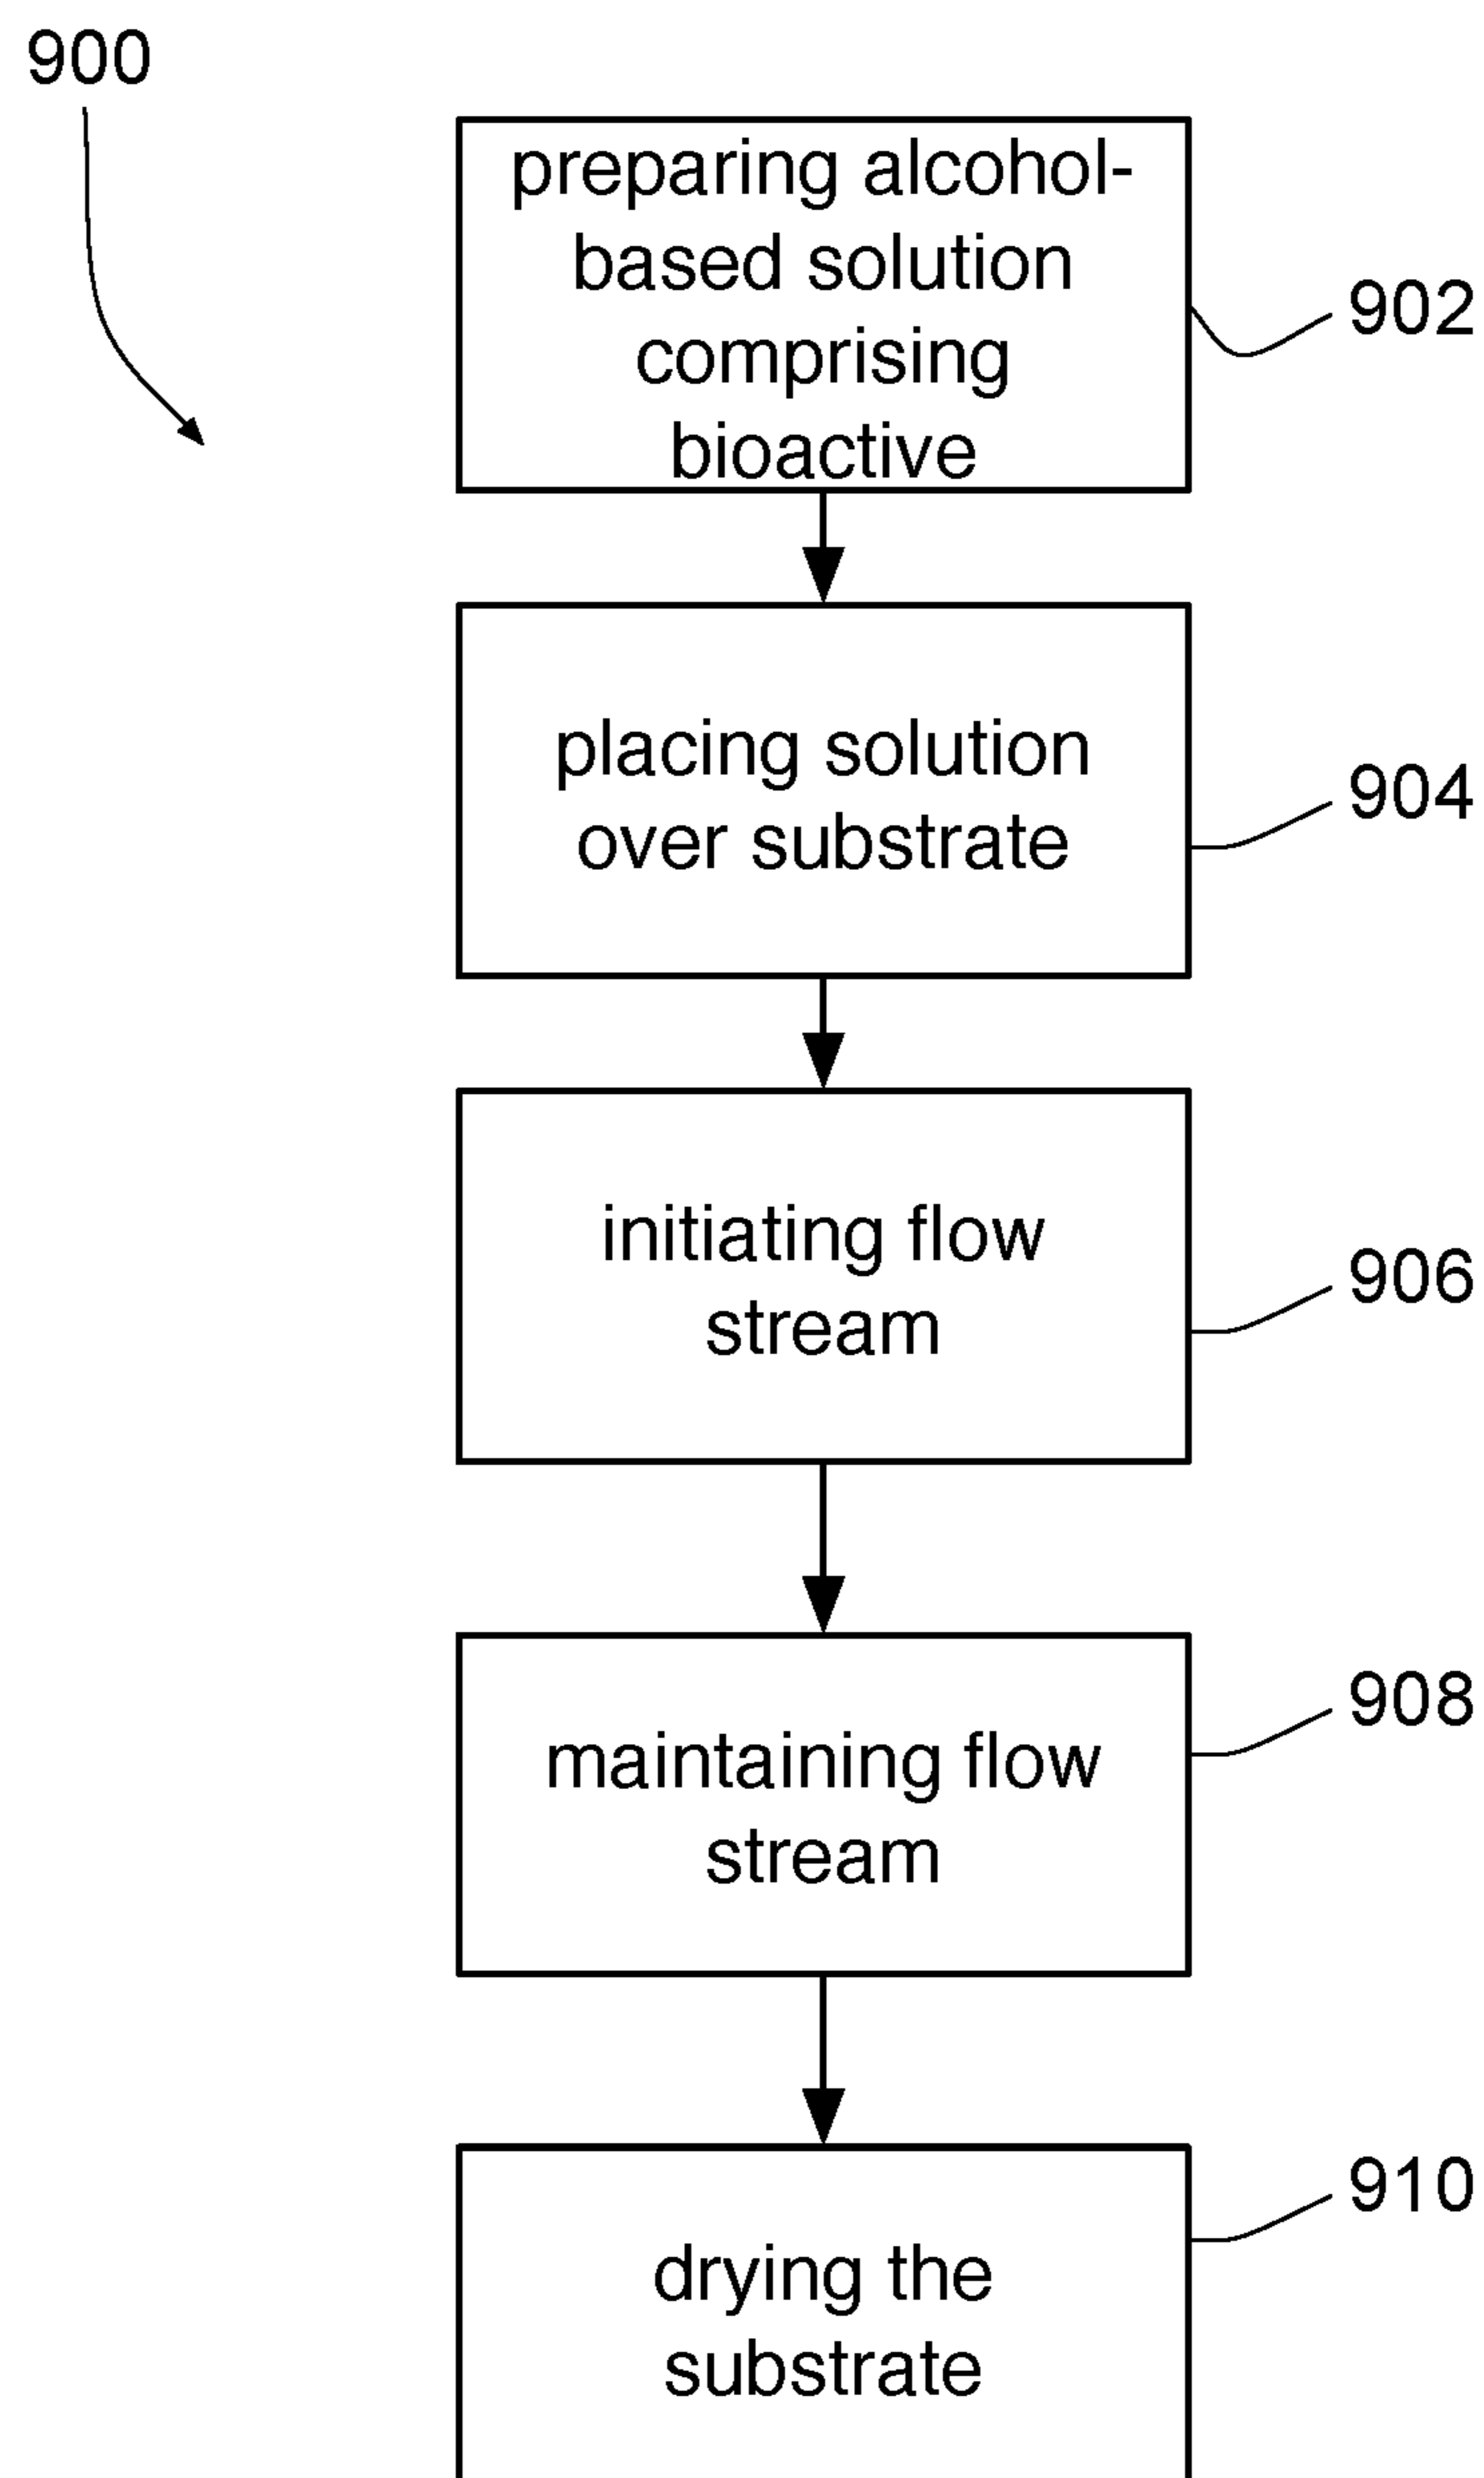 900
preparing alcohol-
based solution
comprising
bioactive
902
placing solution
over substrate
904
initiating flow
stream
906
maintaining flow
stream
908
drying the
substrate
910